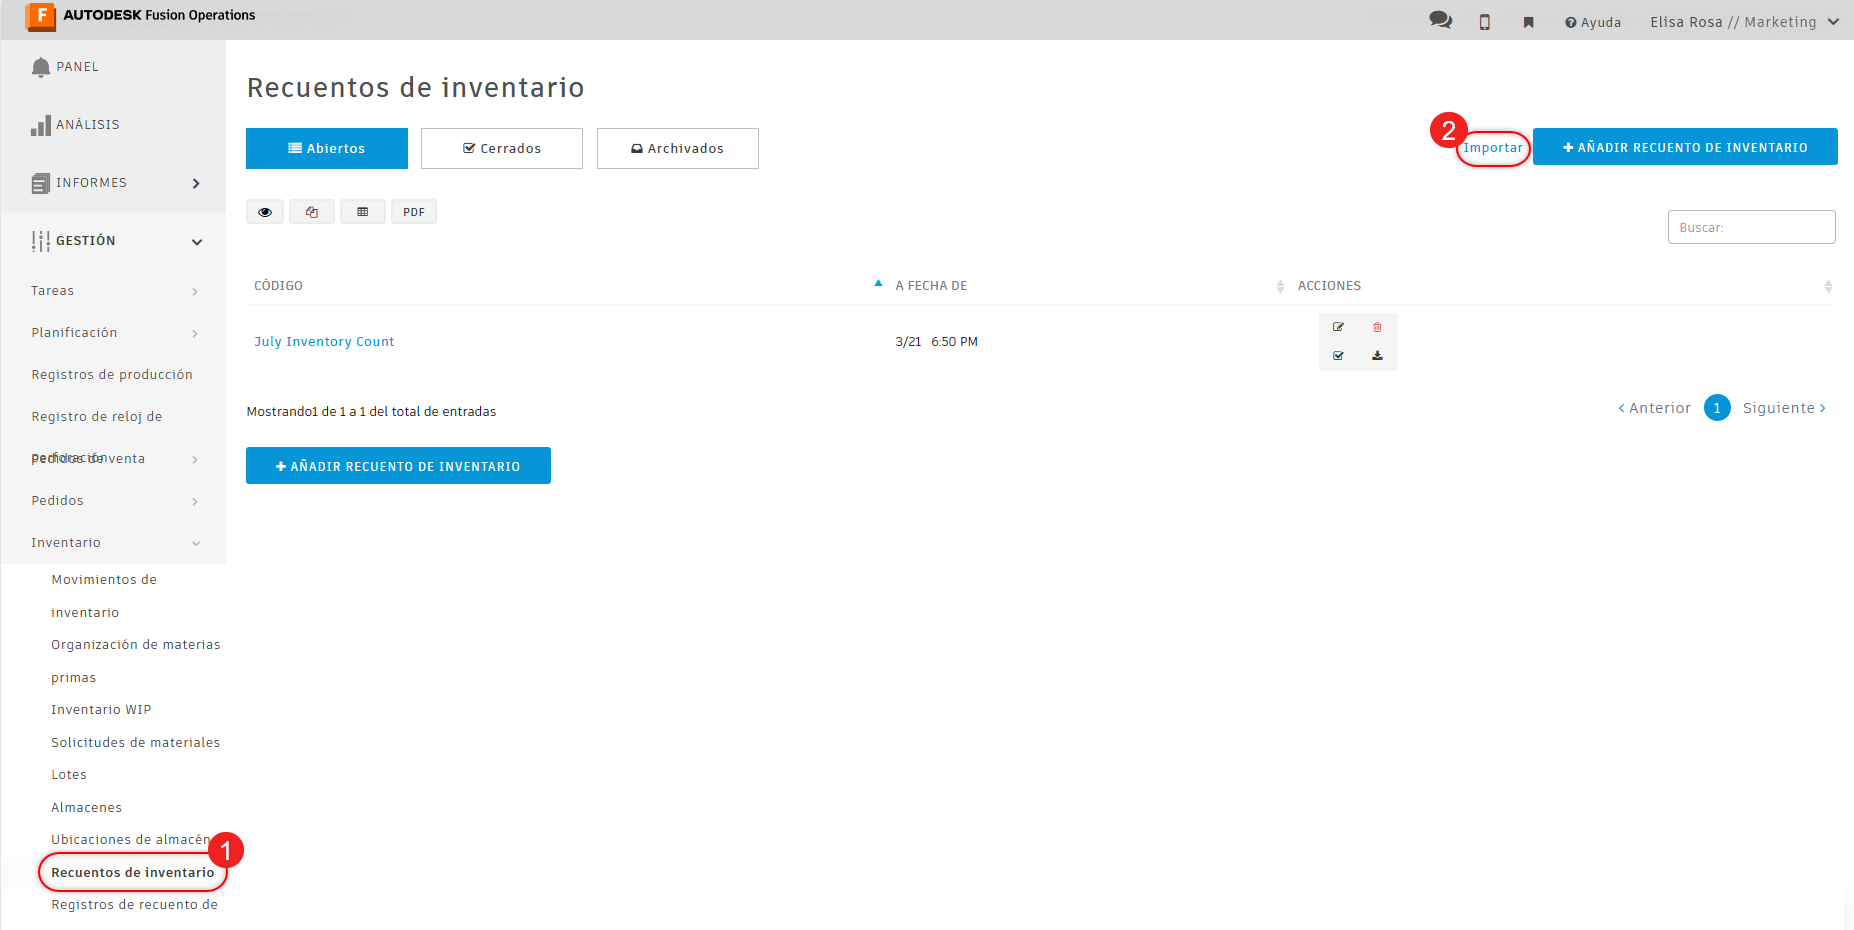 F AUTODESK Fusion Operations
Ayuda
Elisa Rosa // Marketing
PANEL
ANÁLISIS
INFORMES
GESTIÓN
Tareas
Planificación
Registros de producción
Registro de reloj de
perforación
Pedidos de venta
Pedidos
Inventario
Movimientos de
inventario
Organización de materias
primas
Inventario WIP
Solicitudes de materiales
Lotes
Almacenes
Ubicaciones de almacén
1
Recuentos de inventario
Registros de recuento de
Recuentos de inventario
Abiertos
Cerrados
Archivados
2
Importar
+ AÑADIR RECUENTO DE INVENTARIO
PDF
Buscar:
CÓDIGO A FECHA DE ACCIONES
July Inventory Count 3/21 6:50 PM
Mostrando1 de 1 a 1 del total de entradas
< Anterior 1 Siguiente >
+ AÑADIR RECUENTO DE INVENTARIO